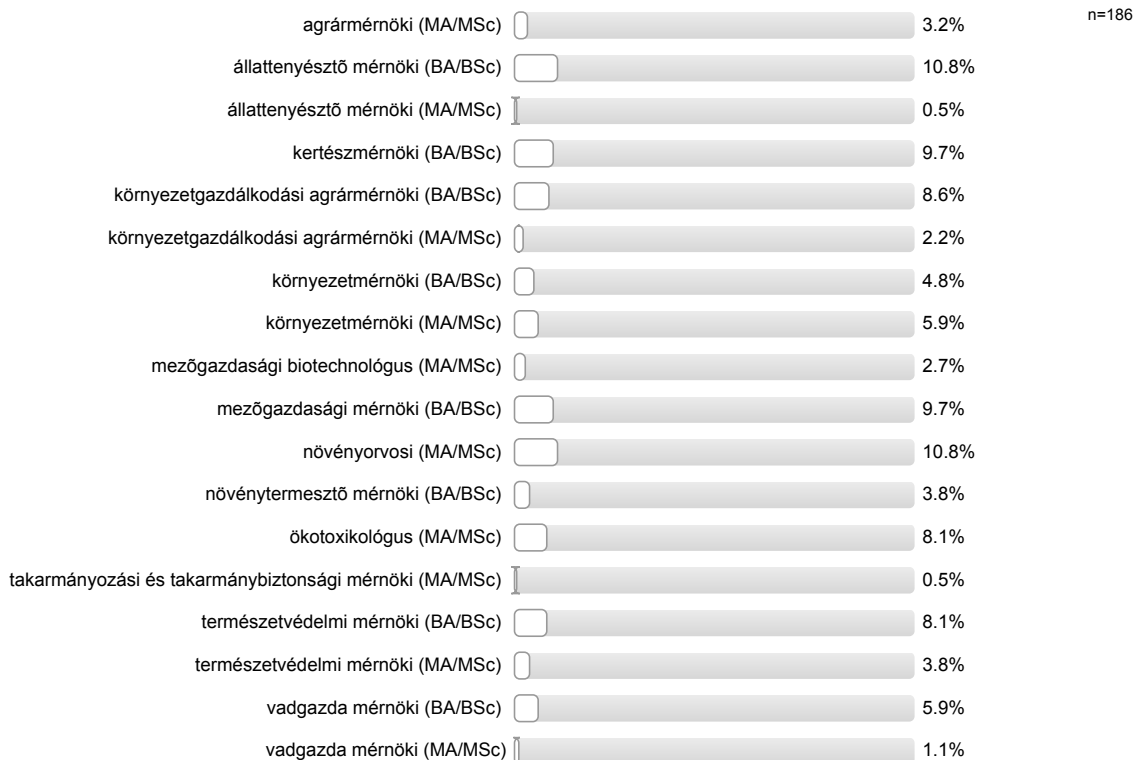 agrármérnöki (MA/MSc) 3.2% n=186
állattenyésztõ mérnöki (BA/BSc) 10.8%
állattenyésztõ mérnöki (MA/MSc) 0.5%
kertészmérnöki (BA/BSc) 9.7%
környezetgazdálkodási agrármérnöki (BA/BSc) 8.6%
környezetgazdálkodási agrármérnöki (MA/MSc) 2.2%
környezetmérnöki (BA/BSc) 4.8%
környezetmérnöki (MA/MSc) 5.9%
mezõgazdasági biotechnológus (MA/MSc) 2.7%
mezõgazdasági mérnöki (BA/BSc) 9.7%
növényorvosi (MA/MSc) 10.8%
növénytermesztõ mérnöki (BA/BSc) 3.8%
ökotoxikológus (MA/MSc) 8.1%
takarmányozási és takarmánybiztonsági mérnöki (MA/MSc) 0.5%
természetvédelmi mérnöki (BA/BSc) 8.1%
természetvédelmi mérnöki (MA/MSc) 3.8%
vadgazda mérnöki (BA/BSc) 5.9%
vadgazda mérnöki (MA/MSc) 1.1%